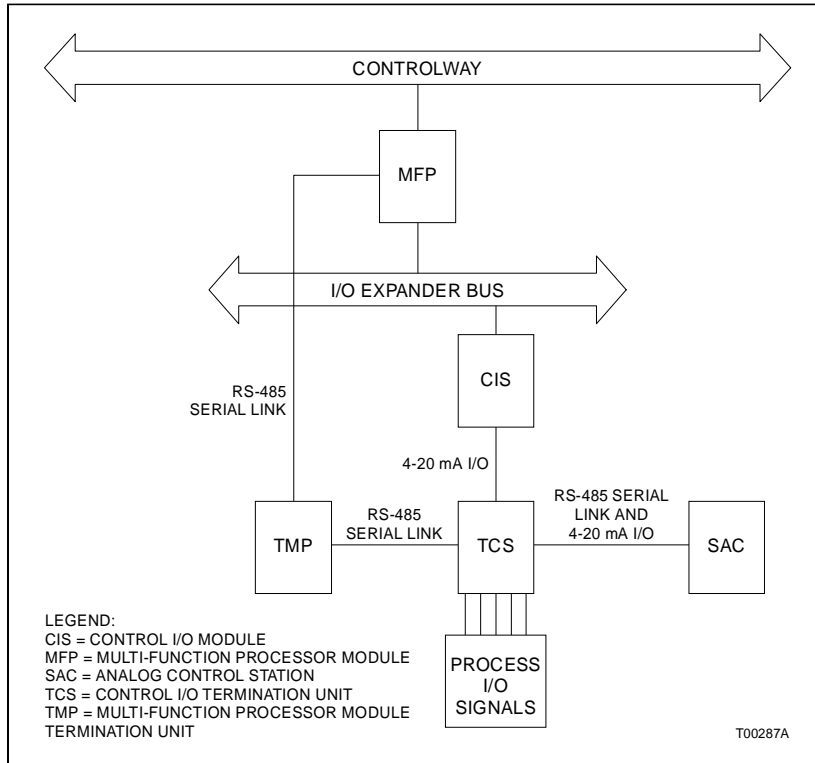 CONTROLWAY
MFP
I/O EXPANDER BUS
CIS
RS-485
SERIAL LINK
4-20 mA I/O
RS-485 SERIAL
LINK AND
4-20 mA I/O
RS-485
SERIAL LINK
TMP
TCS
SAC
LEGEND:
CIS = CONTROL I/O MODULE
MFP = MULTI-FUNCTION PROCESSOR MODULE
SAC = ANALOG CONTROL STATION
TCS = CONTROL I/O TERMINATION UNIT
TMP = MULTI-FUNCTION PROCESSOR MODULE
TERMINATION UNIT
PROCESS
I/O
SIGNALS
T00287A